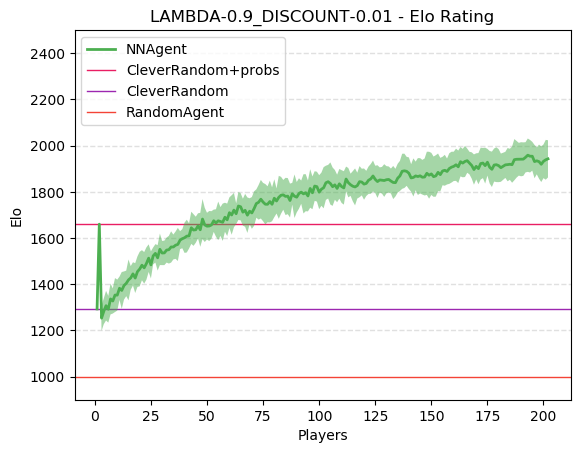 LAMBDA-0.9_DISCOUNT-0.01 - Elo Rating
NNAgent
CleverRandom+probs
CleverRandom
RandomAgent
2400
2200
2000
1800
1600
1400
1200
1000
Elo
0 25 50 75 100 125 150 175 200
Players